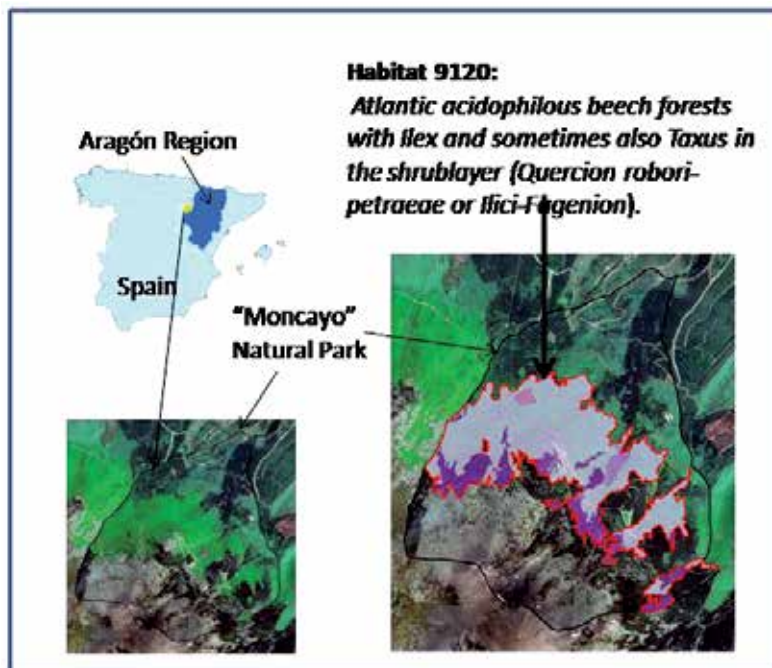 Habitat 9120:
Atlantic acidophilous beech forests
with Ilex and sometimes also Taxus in
the shrublayer (Quercion robori-
petraeae or Ilici-Fagenion).
Aragón Region
Spain
“Moncayo”
Natural Park